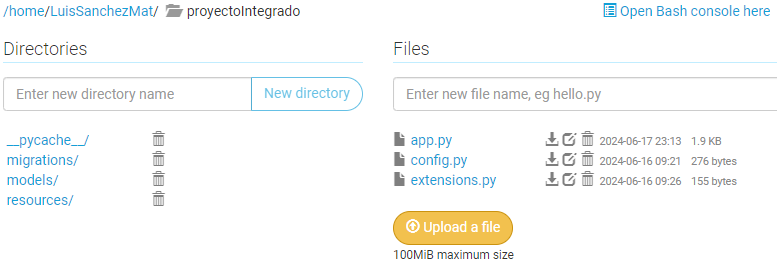 /home/LuisSanchezMat/ proyectoIntegrado
Open Bash console here
Directories
Enter new directory name
New directory
__pycache__/
migrations/
models/
resources/
Files
Enter new file name, eg hello.py
app.py 2024-06-17 23:13 1.9 KB
config.py 2024-06-16 09:21 276 bytes
extensions.py 2024-06-16 09:26 155 bytes
Upload a file
100MiB maximum size